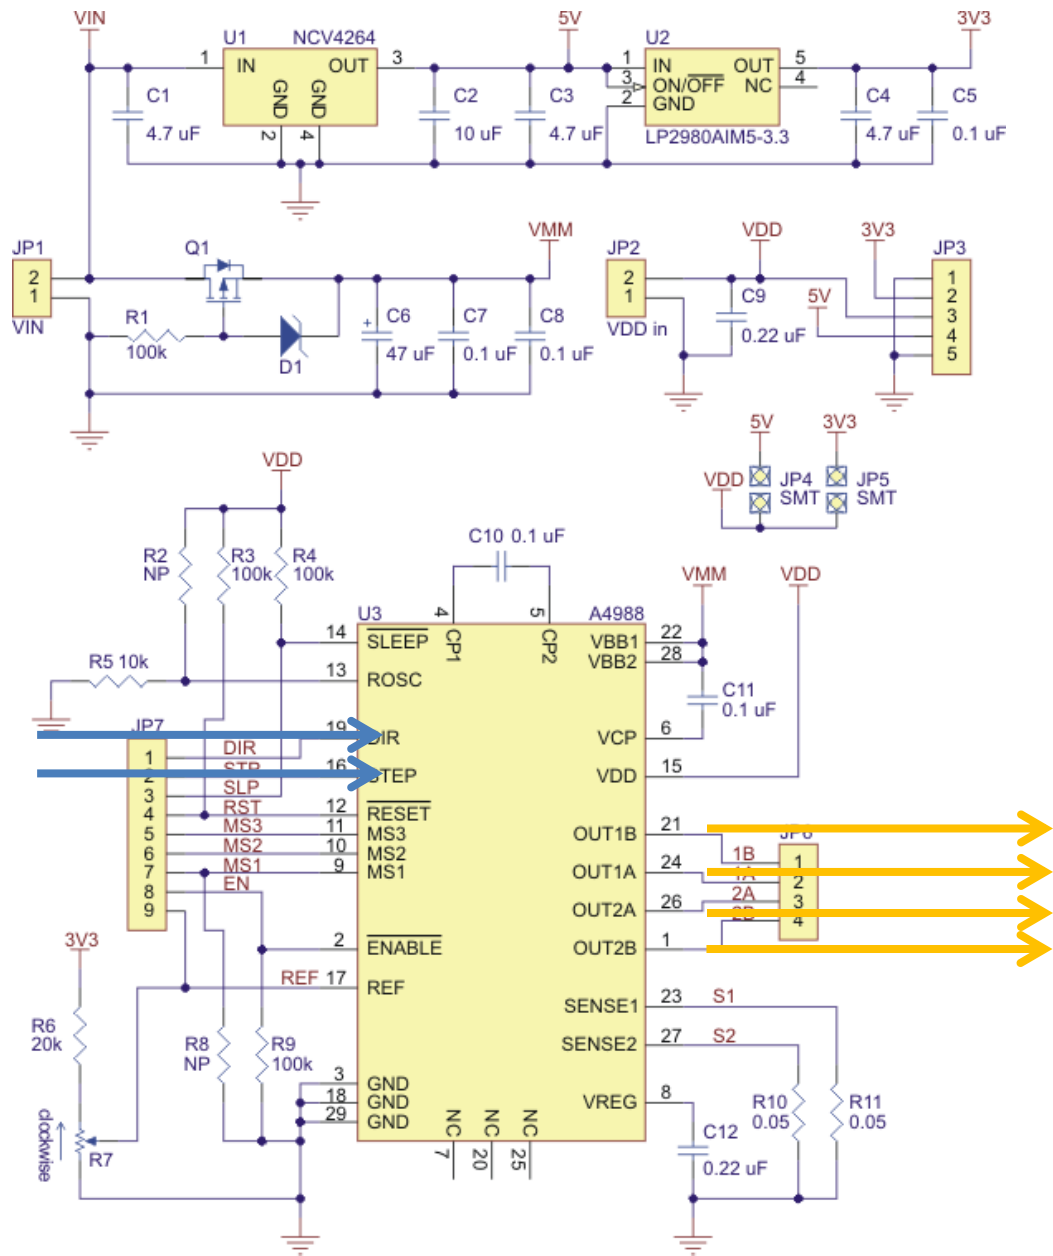 VIN
5V
3V3
U1 NCV4264
U2
1 IN OUT 3
1 IN OUT 5
3 ON/OFF NC 4
2 GND
GND GND
2 4
C1
4.7 uF
C2
10 uF
C3
4.7 uF
LP2980AIM5-3.3
C4
4.7 uF
C5
0.1 uF
JP1
2
1
VIN
Q1
VMM
R1
100k
D1
C6
+
47 uF
C7
0.1 uF
C8
0.1 uF
JP2
2
1
VDD in
VDD
C9
0.22 uF
3V3
5V
JP3
1
2
3
4
5
5V
3V3
VDD
JP4
SMT
JP5
SMT
VDD
R2
NP
R3
100k
R4
100k
C10 0.1 uF
VMM
VDD
U3
A4988
4 CP1
5 CP2
14 SLEEP
VBB1 22
VBB2 28
R5 10k
13 ROSC
C11
0.1 uF
JP7
19 DIR
VCP 6
1 DIR
2 STP
16 STEP
VDD 15
3 SLP
4 RST
12 RESET
5 MS3
11 MS3
6 MS2
10 MS2
7 MS1
9 MS1
8 EN
9
OUT1B 21
OUT1A 24
OUT2A 26
OUT2B 1
JP6
1B 1
1A 2
2A 3
2B 4
3V3
2 ENABLE
REF 17 REF
SENSE1 23 S1
SENSE2 27 S2
R6
20k
R8
NP
R9
100k
3 GND
18 GND
29 GND
VREG 8
R10
0.05
R11
0.05
C12
0.22 uF
clockwise
R7
NC NC NC
7 20 25